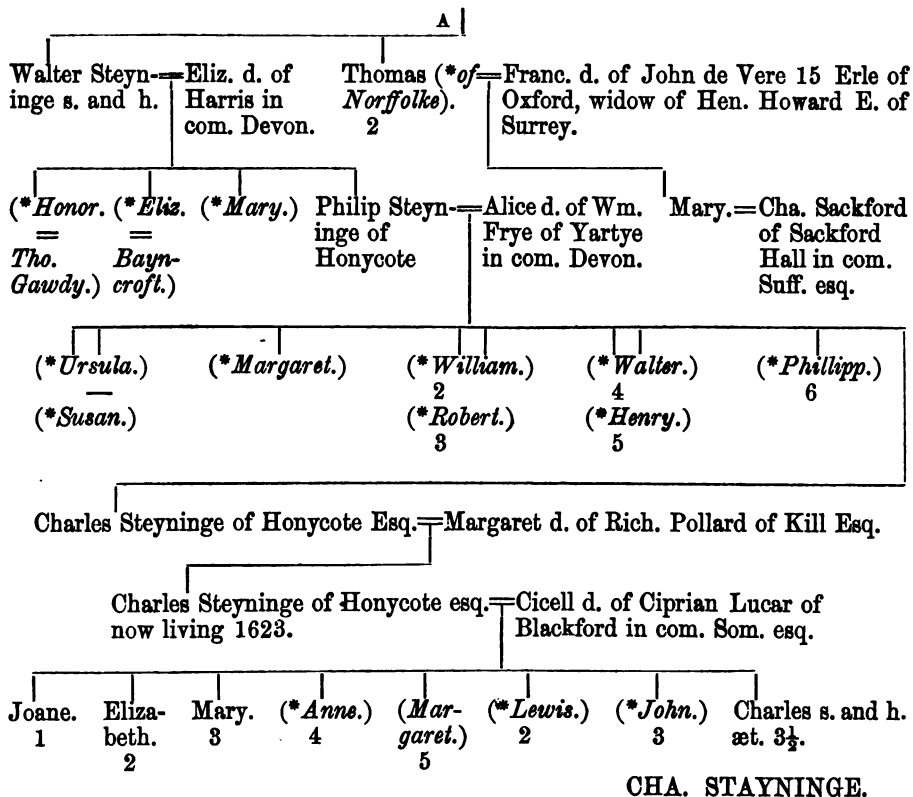 A
Walter Steyn-=Eliz. d. of Thomas (*of=Franc. d. of John de Vere 15 Erle of
inge s. and h. Harris in Norffolke). Oxford, widow of Hen. Howard E. of
com. Devon. 2 Surrey.
(*Honor. (*Eliz. (*Mary.) Philip Steyn-=Alice d. of Wm. Mary.=Cha. Sackford
= = inge of Frye of Yartye of Sackford
Tho. Bayn- Honycote in com. Devon. Hall in com.
Gawdy.) croft.) Suff. esq.
(*Ursula.) (*Margaret.) (*William.) (*Walter.) (*Phillipp.)
— 2 4 6
(*Susan.) (*Robert.) (*Henry.)
3 5
Charles Steyninge of Honycote Esq.=Margaret d. of Rich. Pollard of Kill Esq.
Charles Steyninge of Honycote esq.=Cicell d. of Ciprian Lucar of
now living 1623. Blackford in com. Som. esq.
Joane. Eliza- Mary. (*Anne.) (Mar- (*Lewis.) (*John.) Charles s. and h.
1 beth. 3 4 garet.) 2 3 æt. 3½.
2 5
CHA. STAYNINGE.